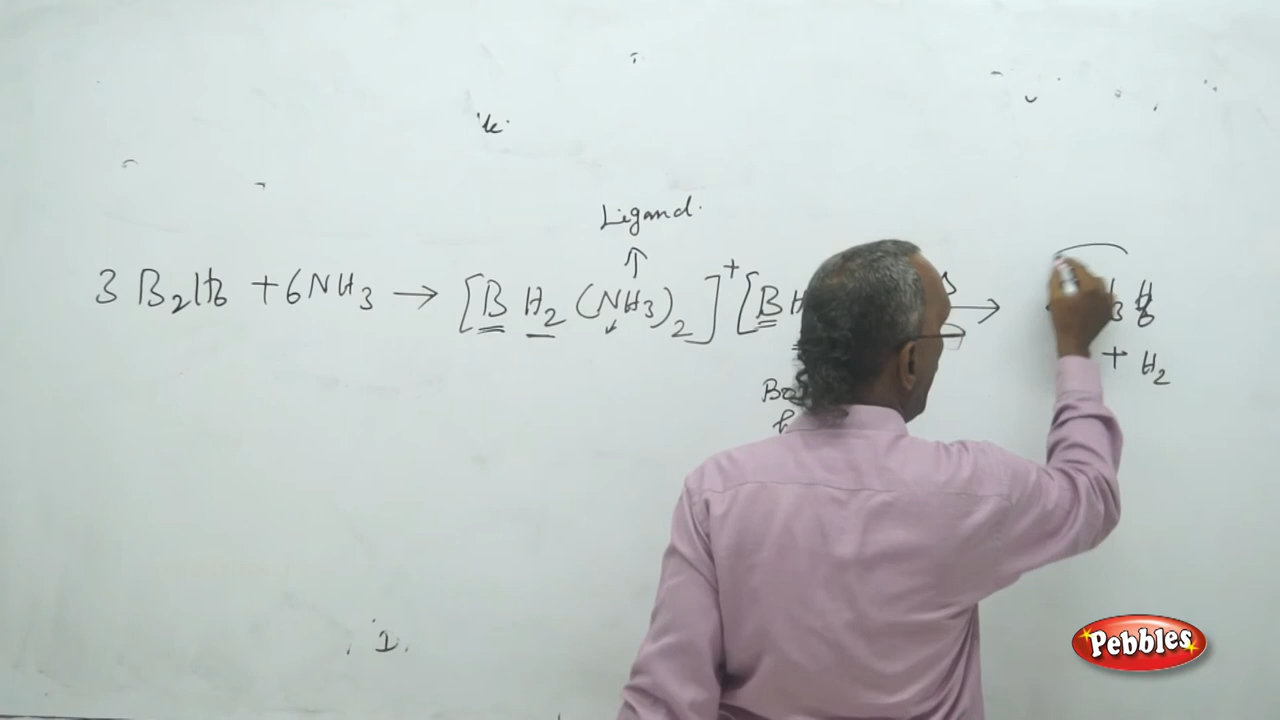 Ligand.
3 B2H6 + 6NH3 → [B H2 (NH3)2]+ [B H
+ H2
Pebbles